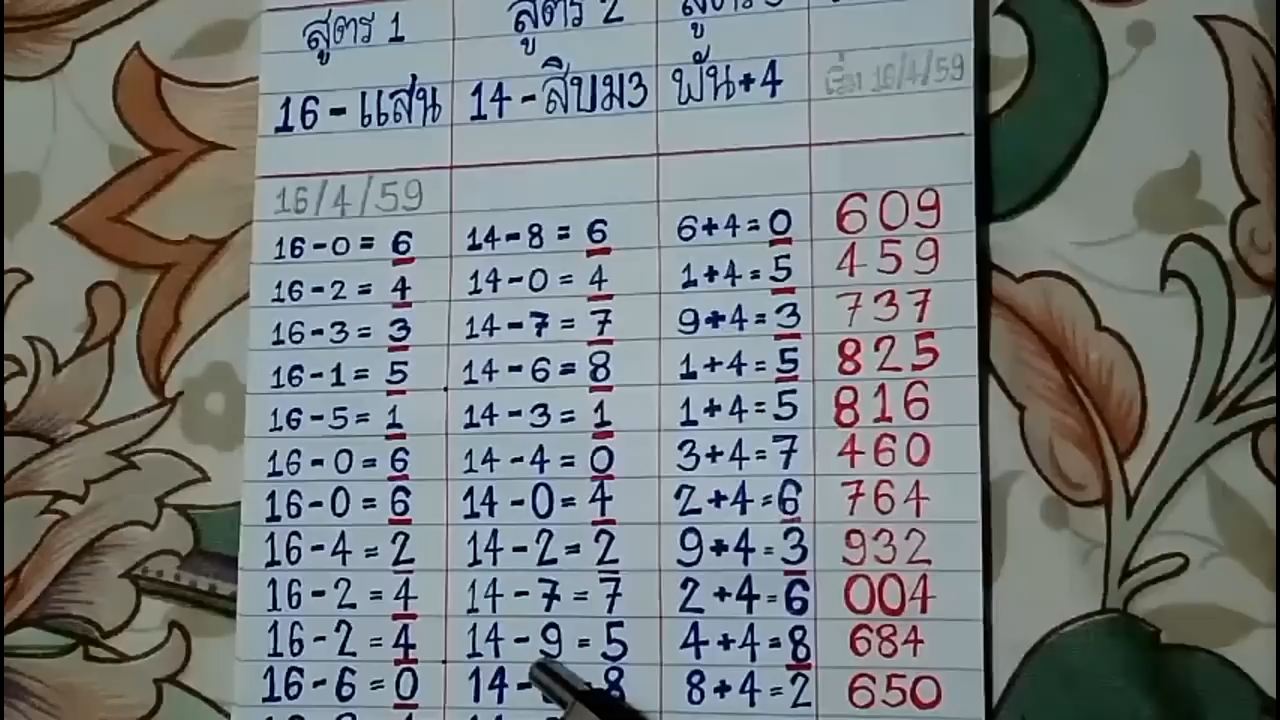 สูตร 1 สูตร 2
16-แสน 14-สิบม3 พัน+4 เริ่ม 16/4/59
16/4/59
16-0=6 14-8=6 6+4=0 609
16-2=4 14-0=4 1+4=5 459
16-3=3 14-7=7 9+4=3 737
16-1=5 14-6=8 1+4=5 825
16-5=1 14-3=1 1+4=5 816
16-0=6 14-4=0 3+4=7 460
16-0=6 14-0=4 2+4=6 764
16-4=2 14-2=2 9+4=3 932
16-2=4 14-7=7 2+4=6 004
16-2=4 14-9=5 4+4=8 684
16-6=0 14- 8 8+4=2 650